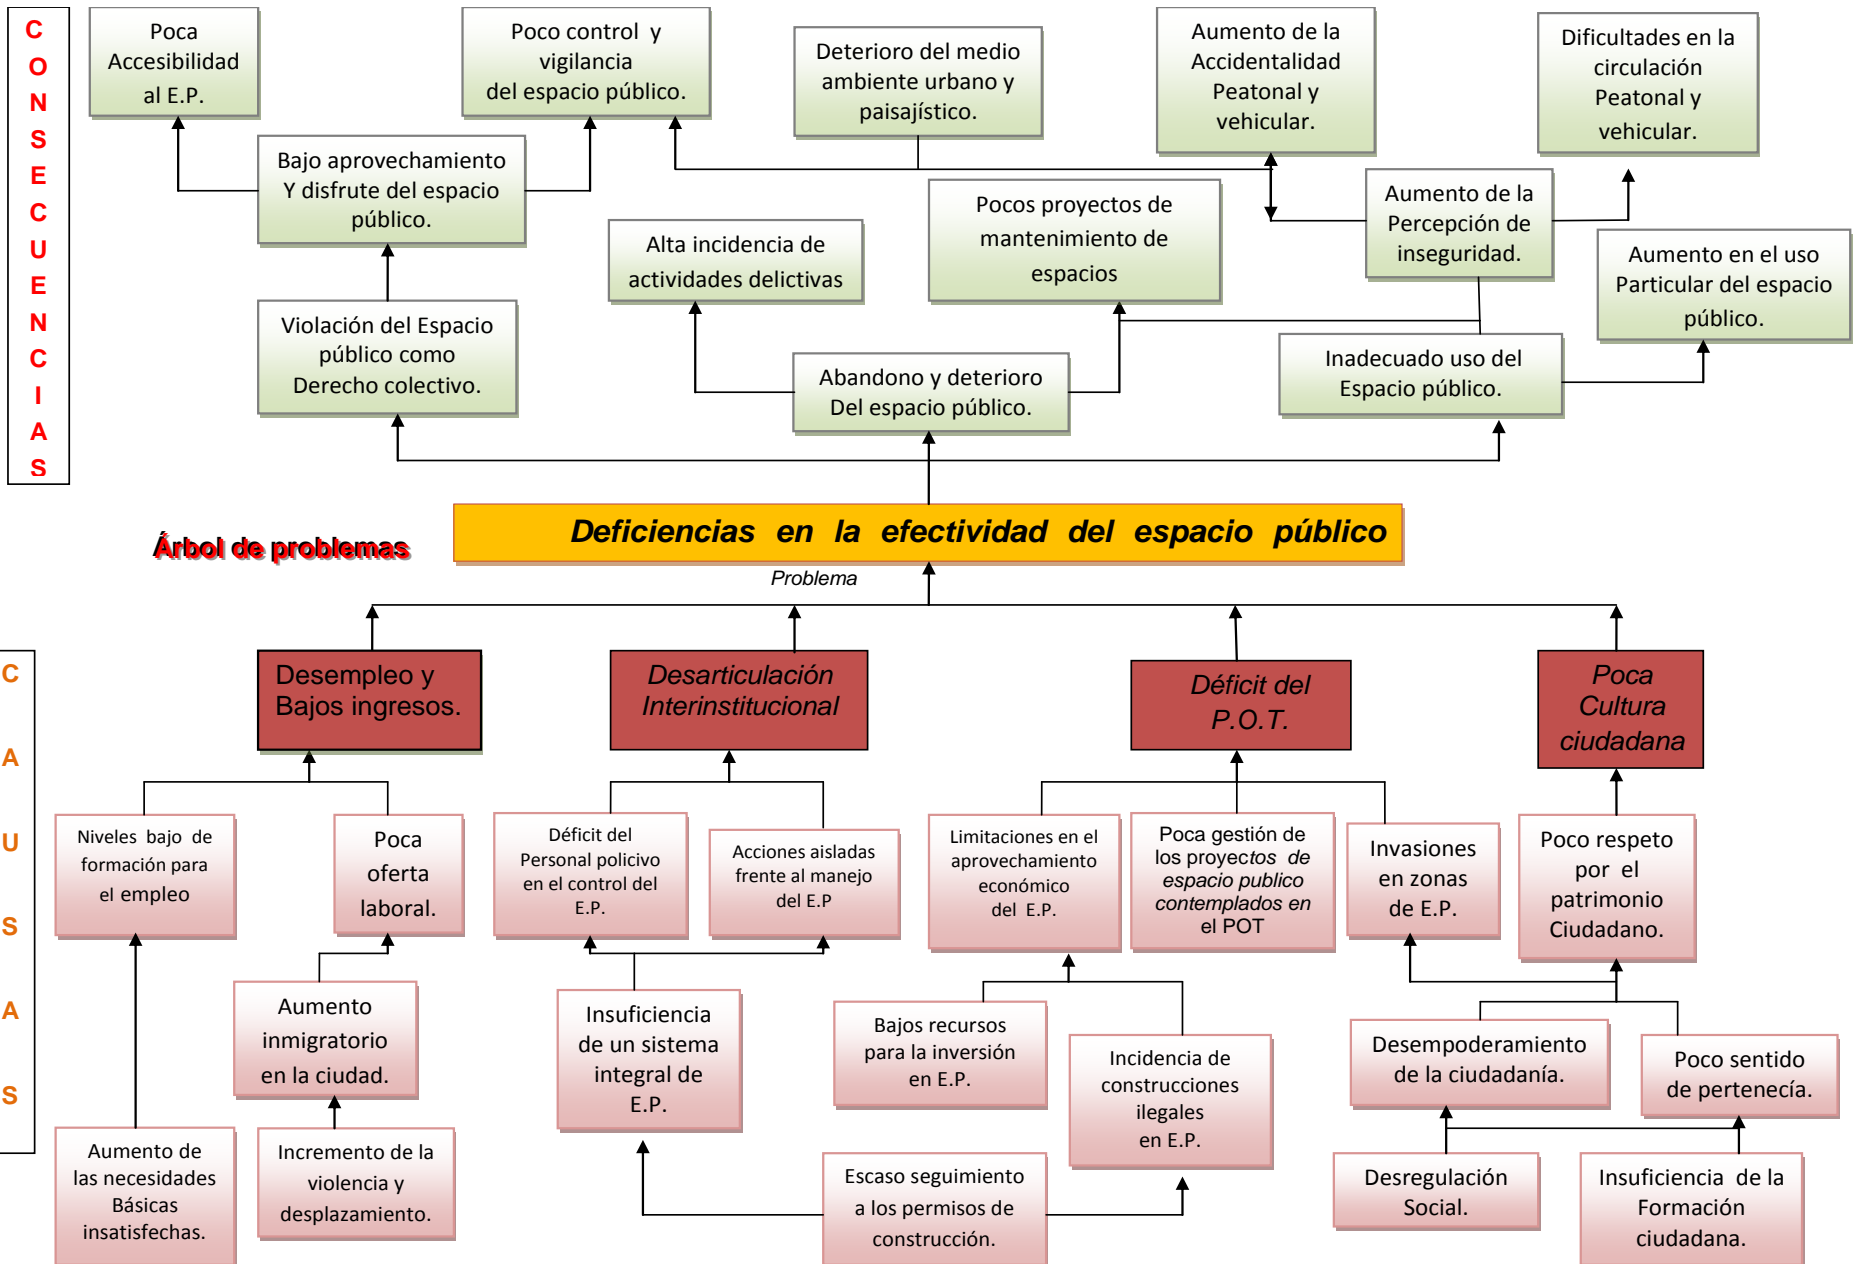 CONSECUENCIAS
Poca
Accesibilidad
al E.P.
Poco control y
vigilancia
del espacio público.
Deterioro del medio
ambiente urbano y
paisajístico.
Aumento de la
Accidentalidad
Peatonal y
vehicular.
Dificultades en la
circulación
Peatonal y
vehicular.
Bajo aprovechamiento
Y disfrute del espacio
público.
Alta incidencia de
actividades delictivas
Pocos proyectos de
mantenimiento de
espacios
Aumento de la
Percepción de
inseguridad.
Aumento en el uso
Particular del espacio
público.
Violación del Espacio
público como
Derecho colectivo.
Abandono y deterioro
Del espacio público.
Inadecuado uso del
Espacio público.
Árbol de problemas
Deficiencias en la efectividad del espacio público
Problema
CAUSAS
Desempleo y
Bajos ingresos.
Desarticulación
Interinstitucional
Déficit del
P.O.T.
Poca
Cultura
ciudadana
Niveles bajo de
formación para
el empleo
Poca
oferta
laboral.
Déficit del
Personal policivo
en el control del
E.P.
Acciones aisladas
frente al manejo
del E.P
Limitaciones en el
aprovechamiento
económico
del E.P.
Poca gestión de
los proyectos de
espacio publico
contemplados en
el POT
Invasiones
en zonas
de E.P.
Poco respeto
por el
patrimonio
Ciudadano.
Aumento
inmigratorio
en la ciudad.
Insuficiencia
de un sistema
integral de
E.P.
Bajos recursos
para la inversión
en E.P.
Incidencia de
construcciones
ilegales
en E.P.
Desempoderamiento
de la ciudadanía.
Poco sentido
de pertenecía.
Aumento de
las necesidades
Básicas
insatisfechas.
Incremento de la
violencia y
desplazamiento.
Escaso seguimiento
a los permisos de
construcción.
Desregulación
Social.
Insuficiencia de la
Formación
ciudadana.